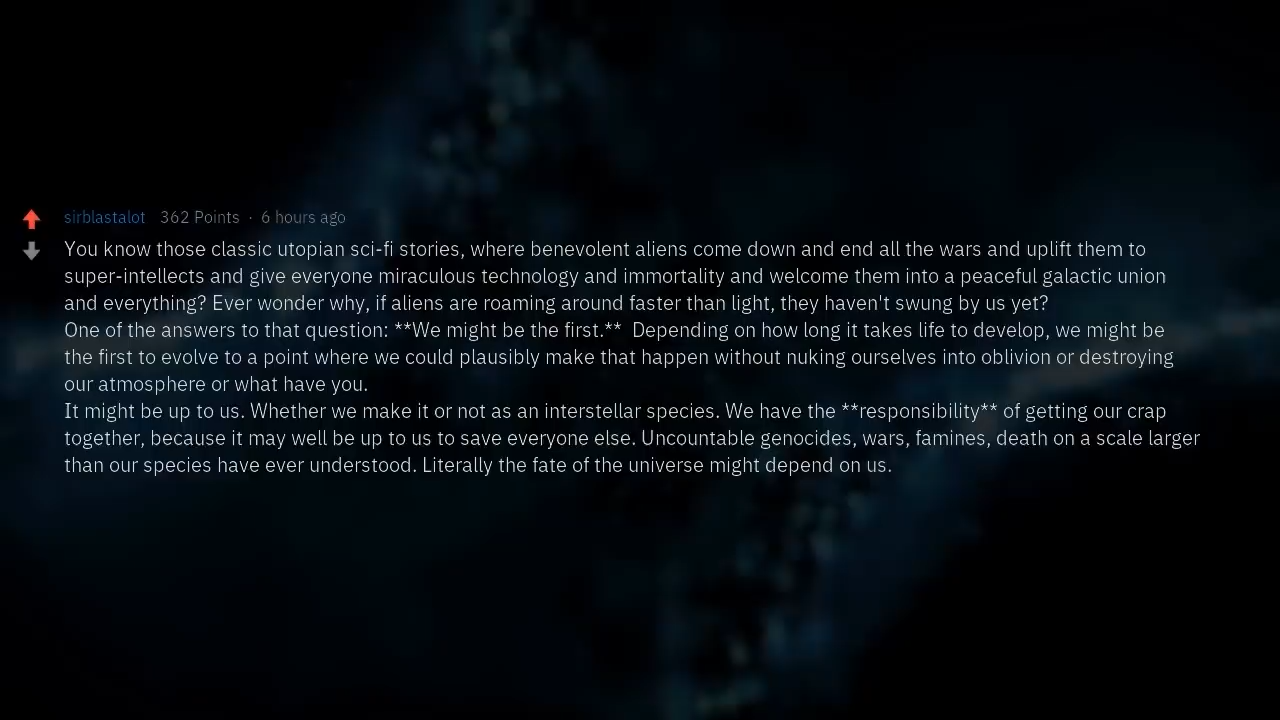 sirblastalot 362 Points · 6 hours ago
You know those classic utopian sci-fi stories, where benevolent aliens come down and end all the wars and uplift them to
super-intellects and give everyone miraculous technology and immortality and welcome them into a peaceful galactic union
and everything? Ever wonder why, if aliens are roaming around faster than light, they haven't swung by us yet?
One of the answers to that question: **We might be the first.**  Depending on how long it takes life to develop, we might be
the first to evolve to a point where we could plausibly make that happen without nuking ourselves into oblivion or destroying
our atmosphere or what have you.
It might be up to us. Whether we make it or not as an interstellar species. We have the **responsibility** of getting our crap
together, because it may well be up to us to save everyone else. Uncountable genocides, wars, famines, death on a scale larger
than our species have ever understood. Literally the fate of the universe might depend on us.